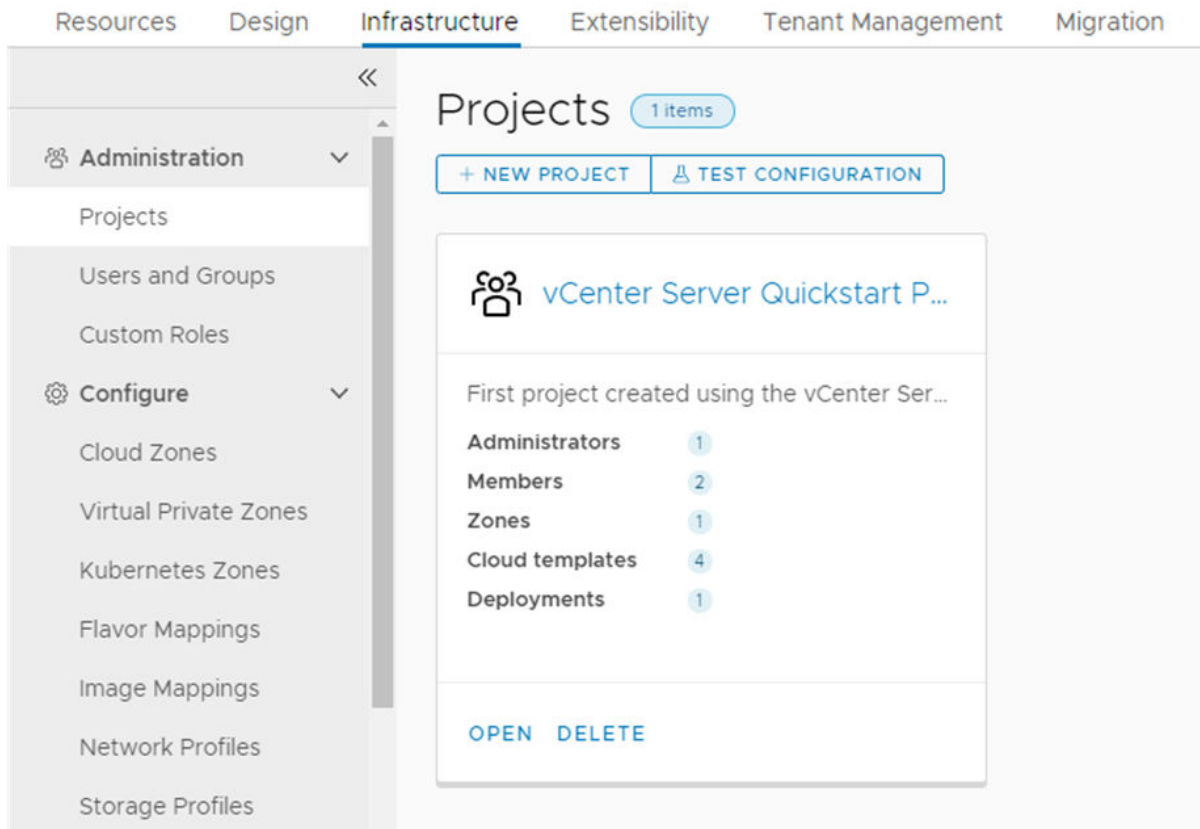 Resources Design Infrastructure Extensibility Tenant Management Migration
Administration
Projects
Users and Groups
Custom Roles
Configure
Cloud Zones
Virtual Private Zones
Kubernetes Zones
Flavor Mappings
Image Mappings
Network Profiles
Storage Profiles
Projects 1 items
+ NEW PROJECT TEST CONFIGURATION
vCenter Server Quickstart P...
First project created using the vCenter Ser...
Administrators 1
Members 2
Zones 1
Cloud templates 4
Deployments 1
OPEN DELETE